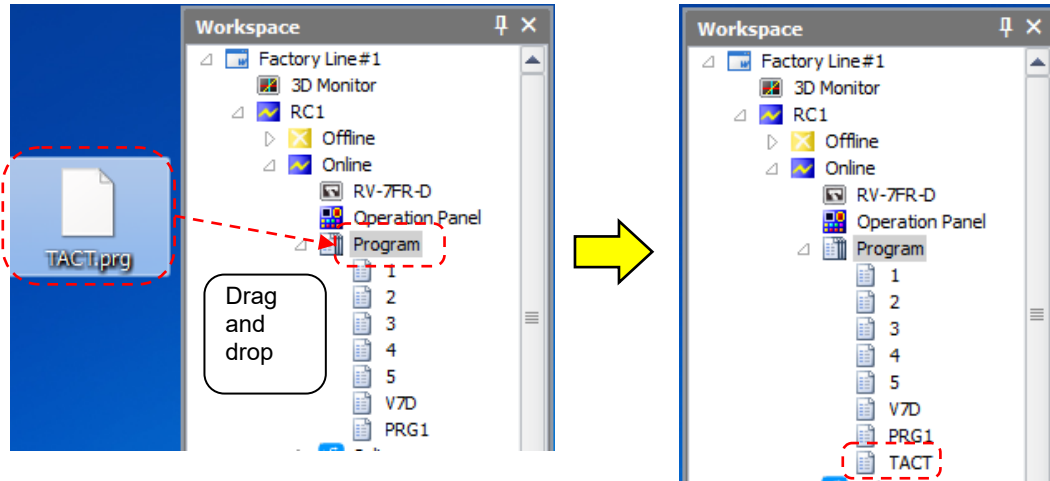 Workspace
Factory Line#1
3D Monitor
RC1
Offline
Online
RV-7FR-D
Operation Panel
Program
1
2
3
4
5
V7D
PRG1
TACT.prg
Drag
and
drop
Workspace
Factory Line#1
3D Monitor
RC1
Offline
Online
RV-7FR-D
Operation Panel
Program
1
2
3
4
5
V7D
PRG1
TACT